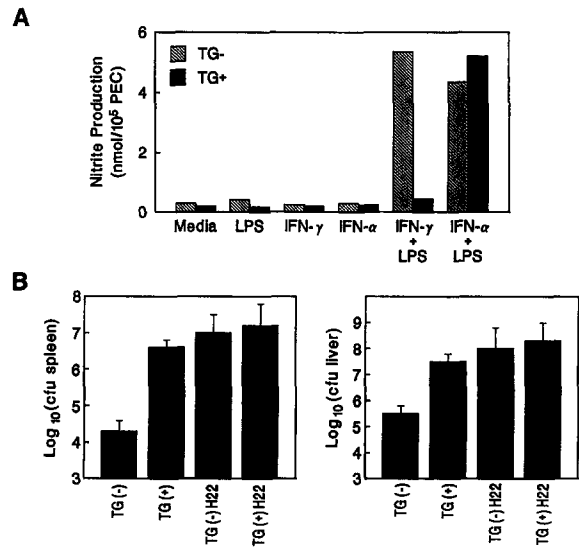 A
Nitrite Production
(nmol/10⁵ PEC)
6
4
2
0
TG-
TG+
Media
LPS
IFN-γ
IFN-α
IFN-γ
+
LPS
IFN-α
+
LPS
B
Log₁₀(cfu spleen)
8
7
6
5
4
3
TG (-)
TG (+)
TG (-) H22
TG (+) H22
Log₁₀(cfu liver)
9
8
7
6
5
4
3
TG (-)
TG (+)
TG (-) H22
TG (+) H22